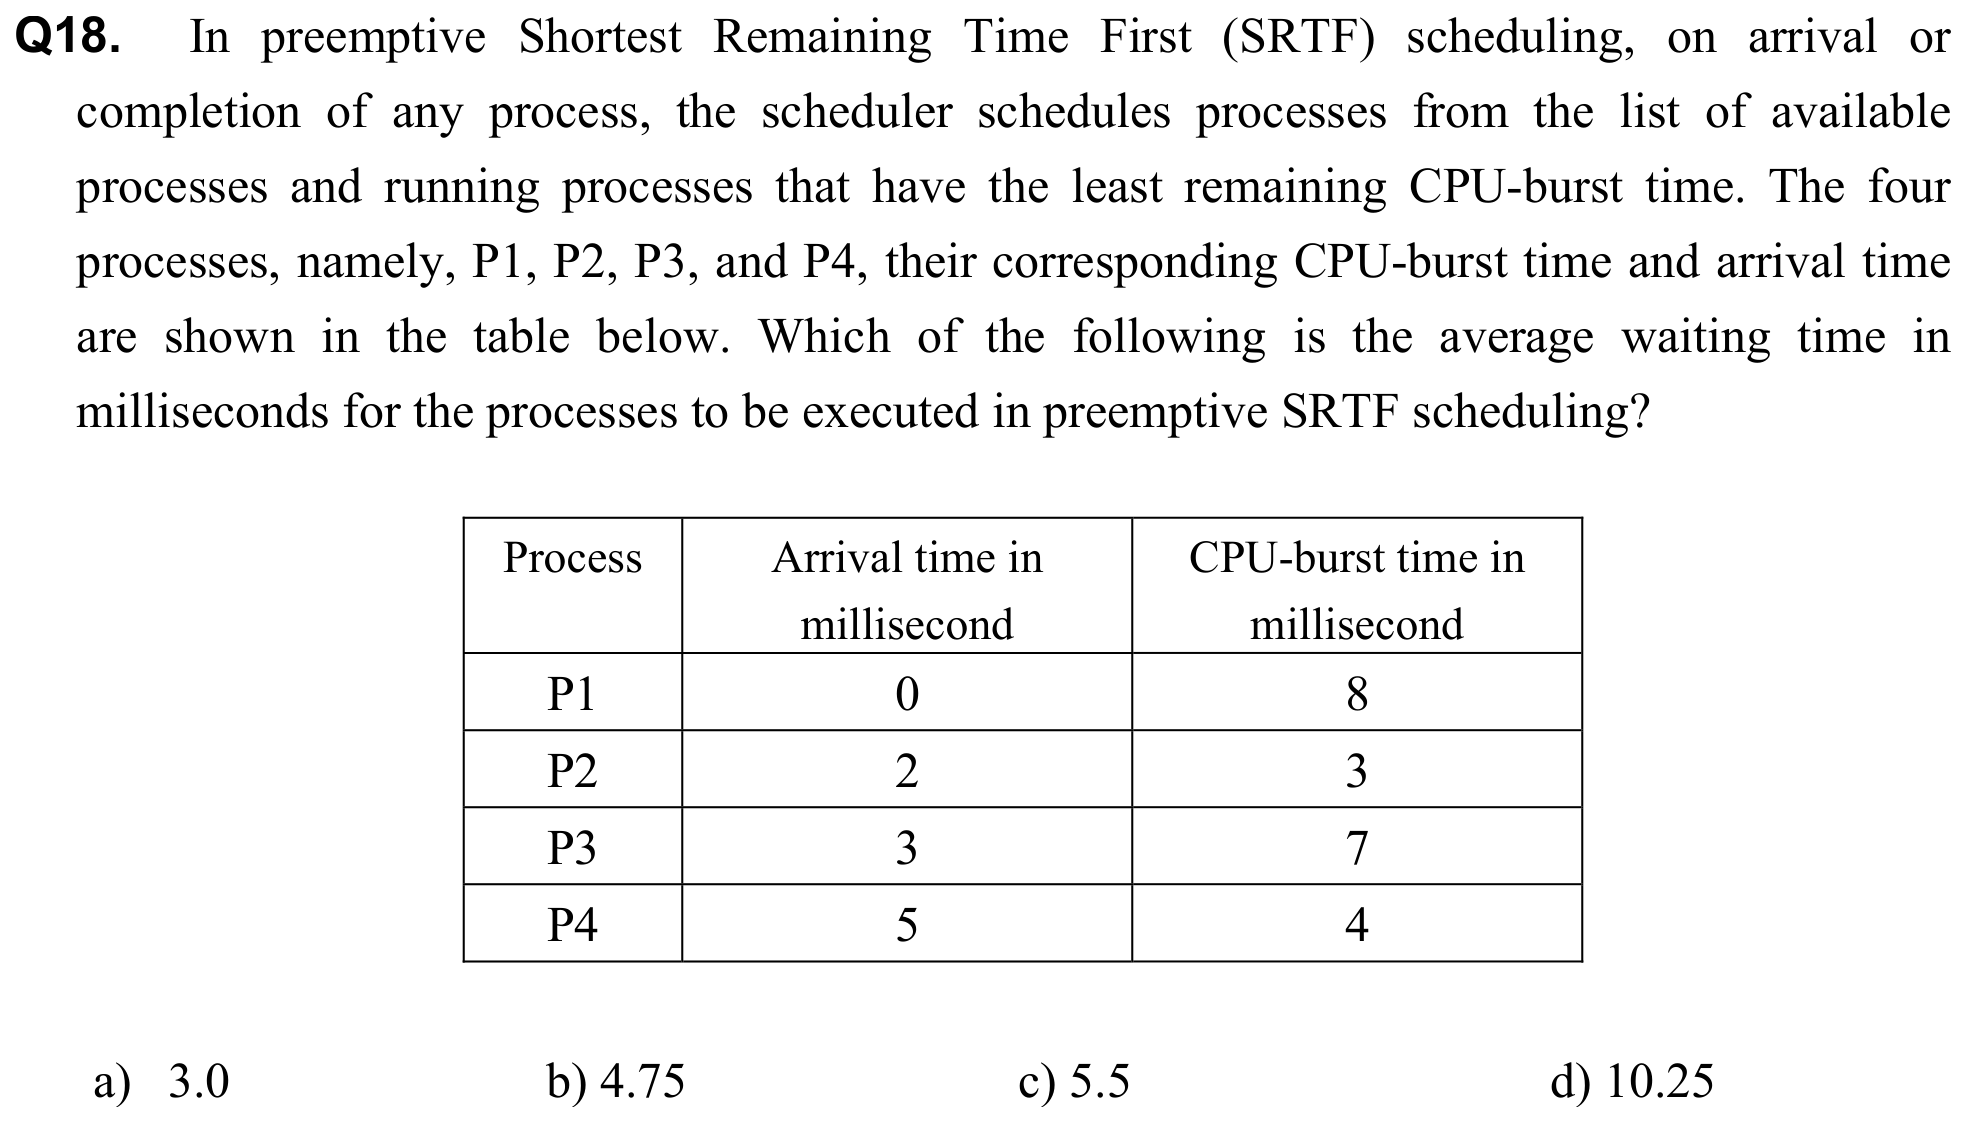 Q18. In preemptive Shortest Remaining Time First (SRTF) scheduling, on arrival or
completion of any process, the scheduler schedules processes from the list of available
processes and running processes that have the least remaining CPU-burst time. The four
processes, namely, P1, P2, P3, and P4, their corresponding CPU-burst time and arrival time
are shown in the table below. Which of the following is the average waiting time in
milliseconds for the processes to be executed in preemptive SRTF scheduling?
Process Arrival time in CPU-burst time in
millisecond millisecond
P1 0 8
P2 2 3
P3 3 7
P4 5 4
a) 3.0 b) 4.75 c) 5.5 d) 10.25